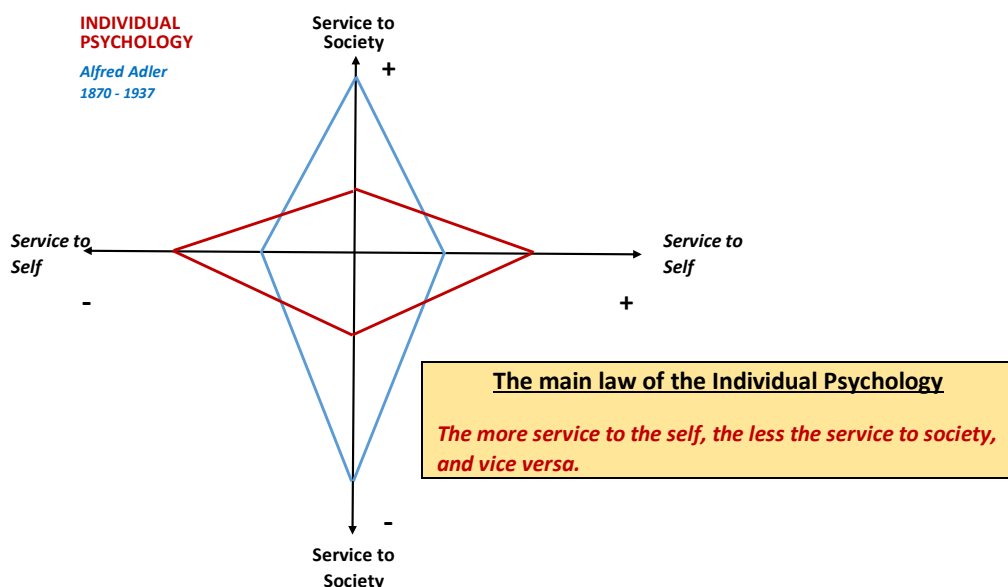 INDIVIDUAL
PSYCHOLOGY
Alfred Adler
1870 - 1937
Service to
Society
+
Service to
Self
-
Service to
Self
+
The main law of the Individual Psychology
The more service to the self, the less the service to society,
and vice versa.
-
Service to
Society